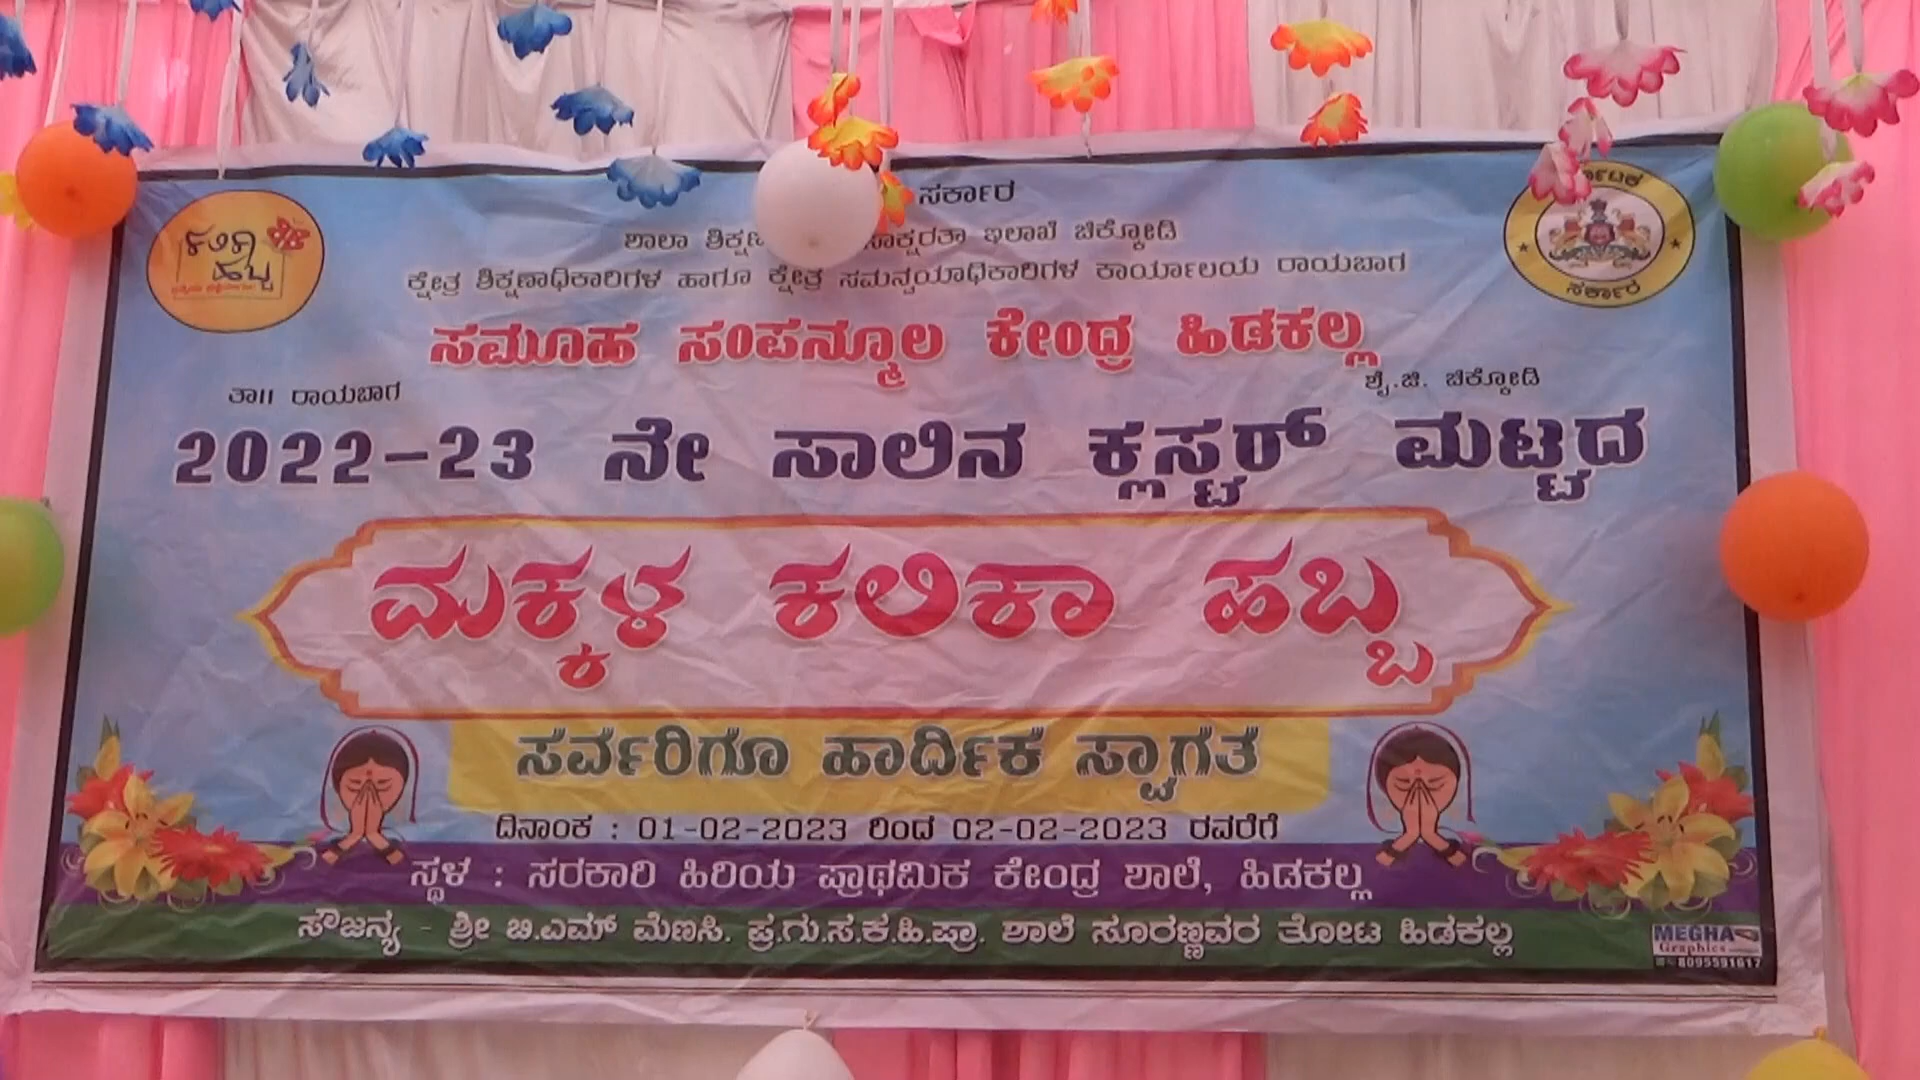 ಸರ್ಕಾರ
ಶಾಲಾ ಸಾಕ್ಷರತಾ ಇಲಾಖೆ ಚಿಕ್ಕೋಡಿ
ಕ್ಷೇತ್ರ ಶಿಕ್ಷಣಾಧಿಕಾರಿಗಳ ಹಾಗೂ ಕ್ಷೇತ್ರ ಸಮನ್ವಯಾಧಿಕಾರಿಗಳ ಕಾರ್ಯಾಲಯ ರಾಯಬಾಗ
ಕಲಿಕಾ
ಹಬ್ಬ
ಸರ್ಕಾರ
ಸಮೂಹ ಸಂಪನ್ಮೂಲ ಕೇಂದ್ರ ಹಿಡಕಲ್ಲ
ತಾ|| ರಾಯಬಾಗ
ಶೈ.ಜಿ. ಚಿಕ್ಕೋಡಿ
2022-23 ನೇ ಸಾಲಿನ ಕ್ಲಸ್ಟರ್ ಮಟ್ಟದ
ಮಕ್ಕಳ ಕಲಿಕಾ ಹಬ್ಬ
ಸರ್ವರಿಗೂ ಹಾರ್ದಿಕ ಸ್ವಾಗತ
ದಿನಾಂಕ : 01-02-2023 ರಿಂದ 02-02-2023 ರವರೆಗೆ
ಸ್ಥಳ : ಸರಕಾರಿ ಹಿರಿಯ ಪ್ರಾಥಮಿಕ ಕೇಂದ್ರ ಶಾಲೆ, ಹಿಡಕಲ್ಲ
ಸೌಜನ್ಯ - ಶ್ರೀ ಬಿ.ಎಮ್ ಮೆಣಸಿ. ಪ್ರ.ಗು.ಸ.ಕ.ಹಿ.ಪ್ರಾ. ಶಾಲೆ ಸೂರಣ್ಣವರ ತೋಟ ಹಿಡಕಲ್ಲ
MEGHA
Graphics
8095591617